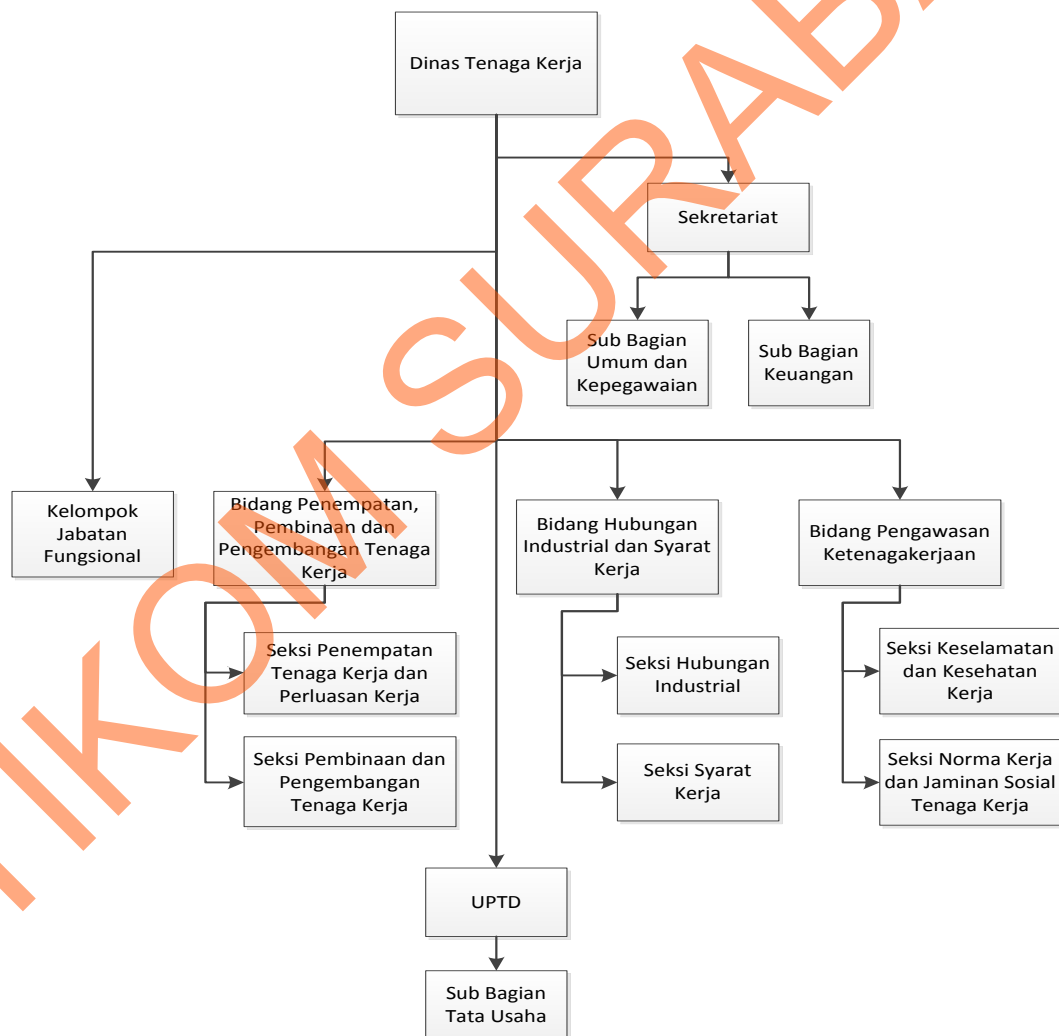 Dinas Tenaga Kerja
Sekretariat
Sub Bagian
Umum dan
Kepegawaian
Sub Bagian
Keuangan
Kelompok
Jabatan
Fungsional
Bidang Penempatan,
Pembinaan dan
Pengembangan Tenaga
Kerja
Bidang Hubungan
Industrial dan Syarat
Kerja
Bidang Pengawasan
Ketenagakerjaan
Seksi Penempatan
Tenaga Kerja dan
Perluasan Kerja
Seksi Hubungan
Industrial
Seksi Keselamatan
dan Kesehatan
Kerja
Seksi Pembinaan dan
Pengembangan
Tenaga Kerja
Seksi Syarat
Kerja
Seksi Norma Kerja
dan Jaminan Sosial
Tenaga Kerja
UPTD
Sub Bagian
Tata Usaha
IKOM SURABA